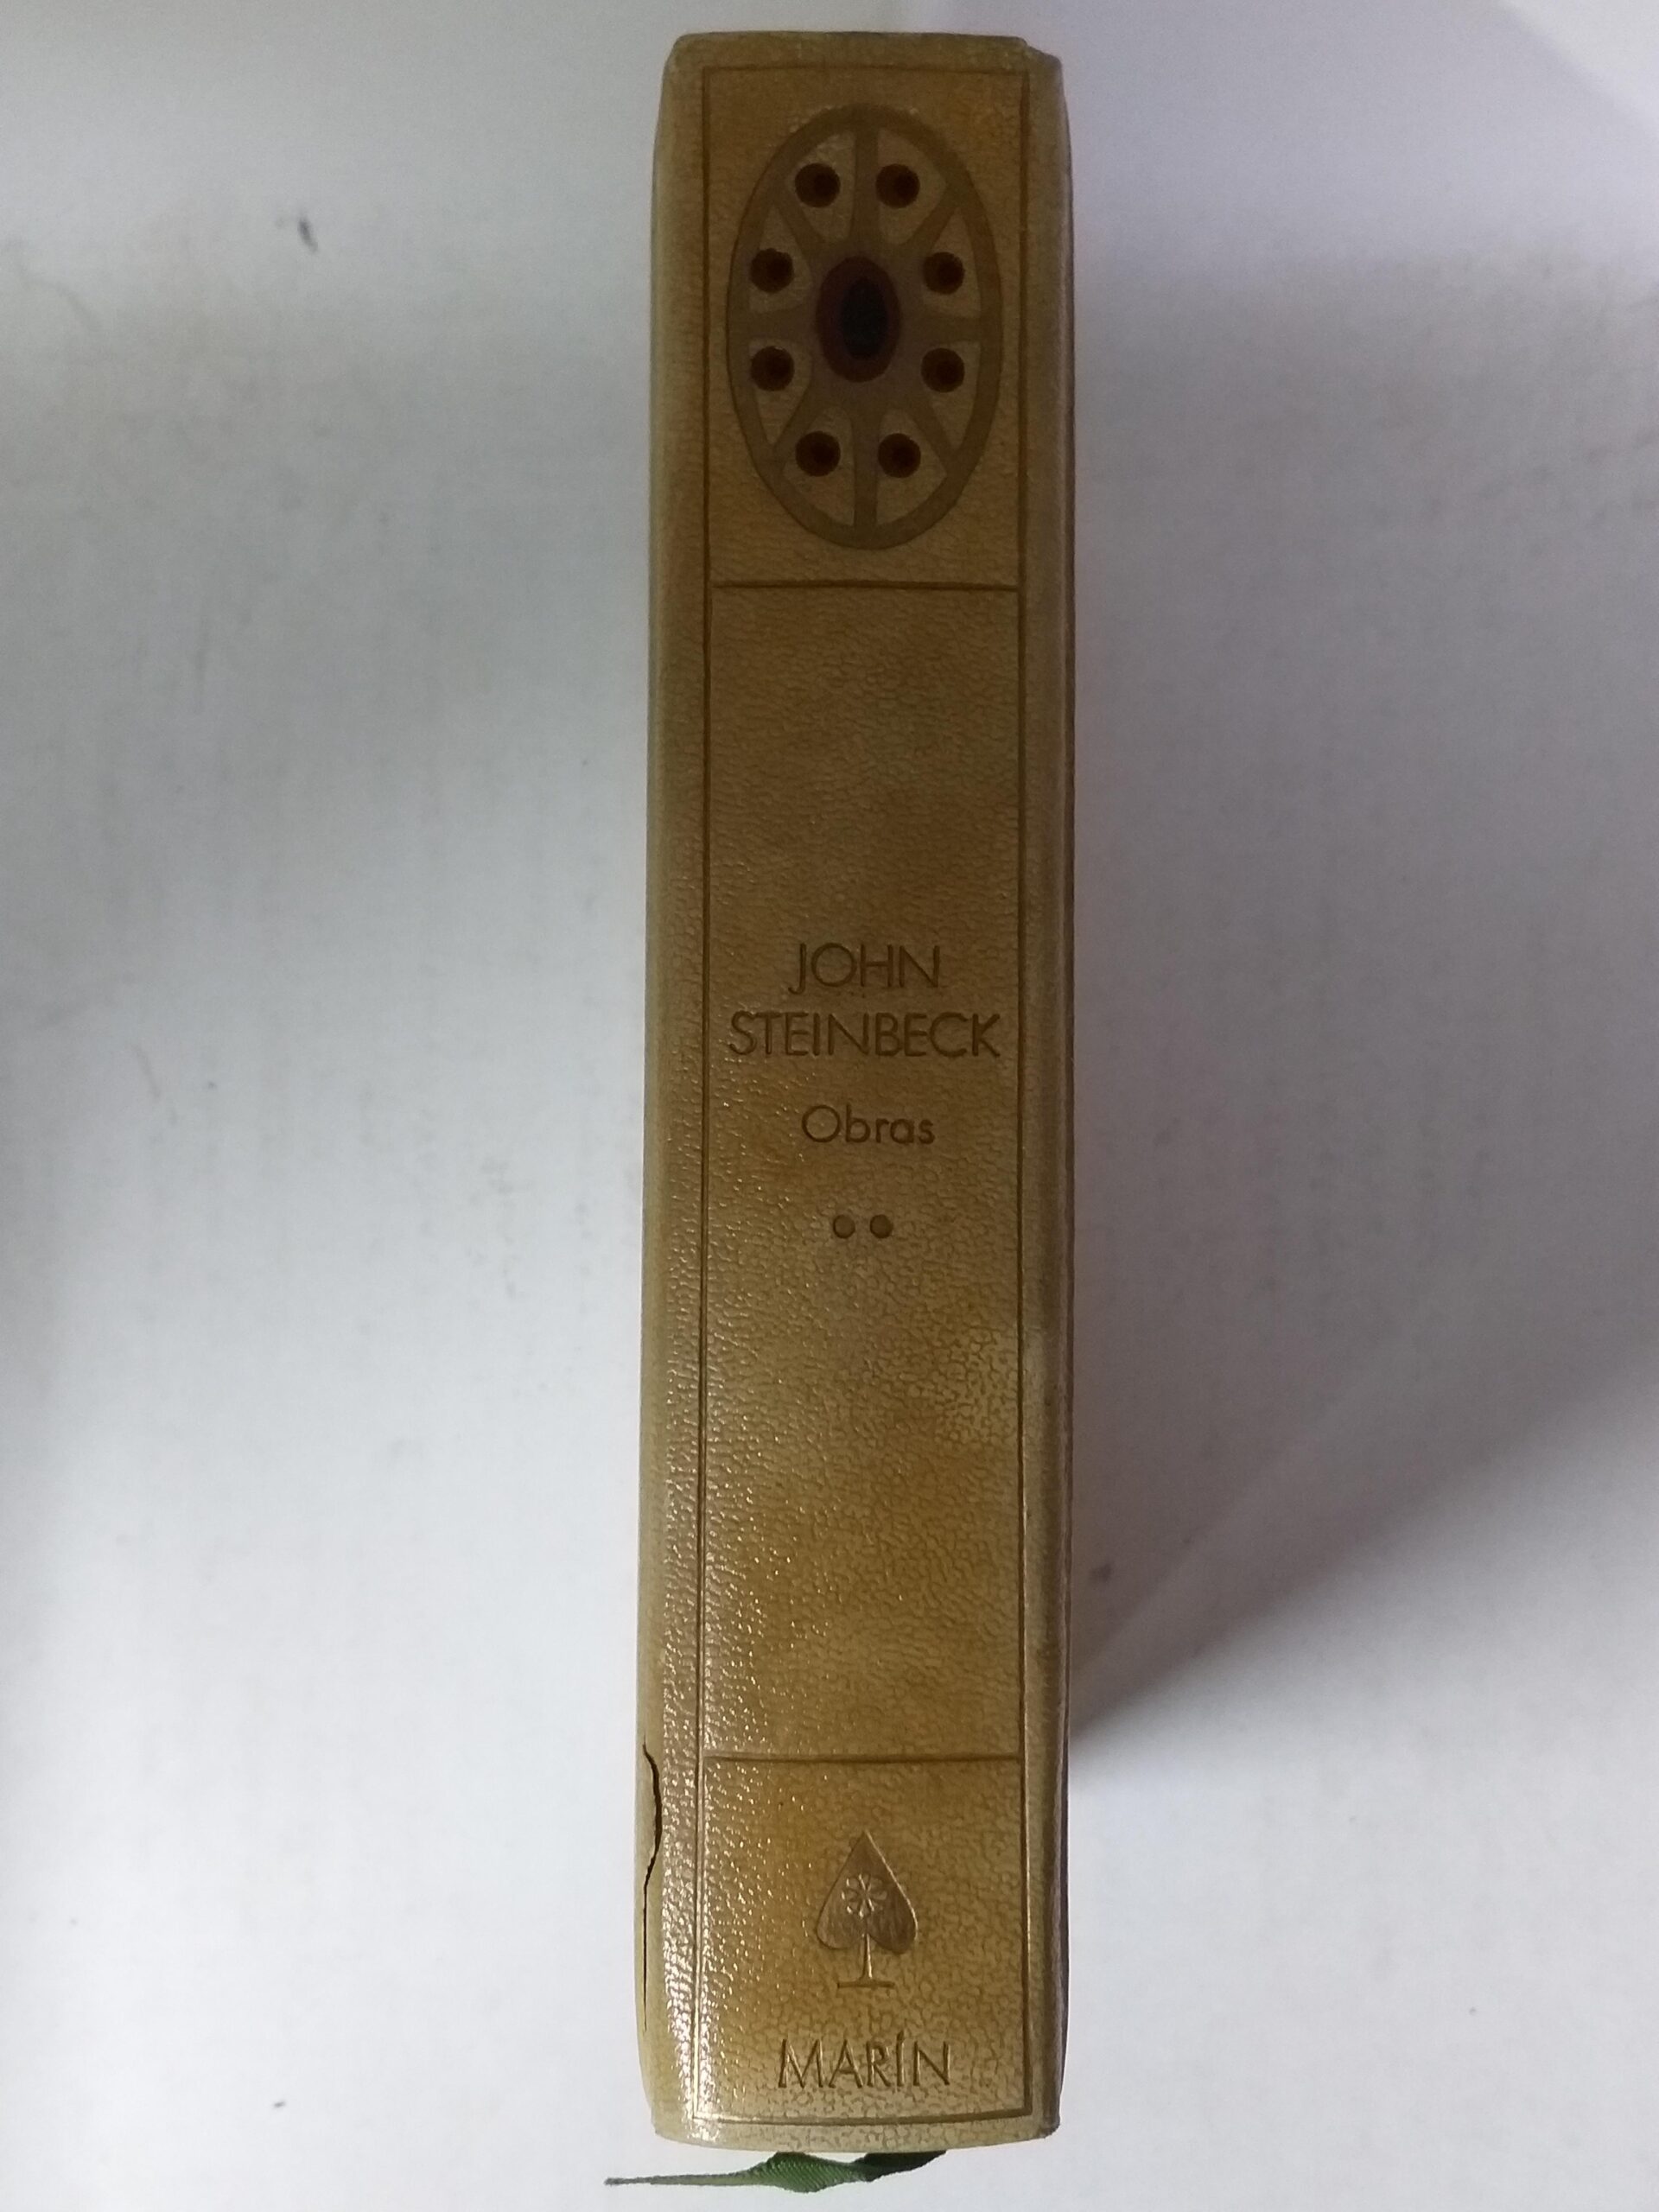 JOHN
STEINBECK
Obras
••
MARÍN